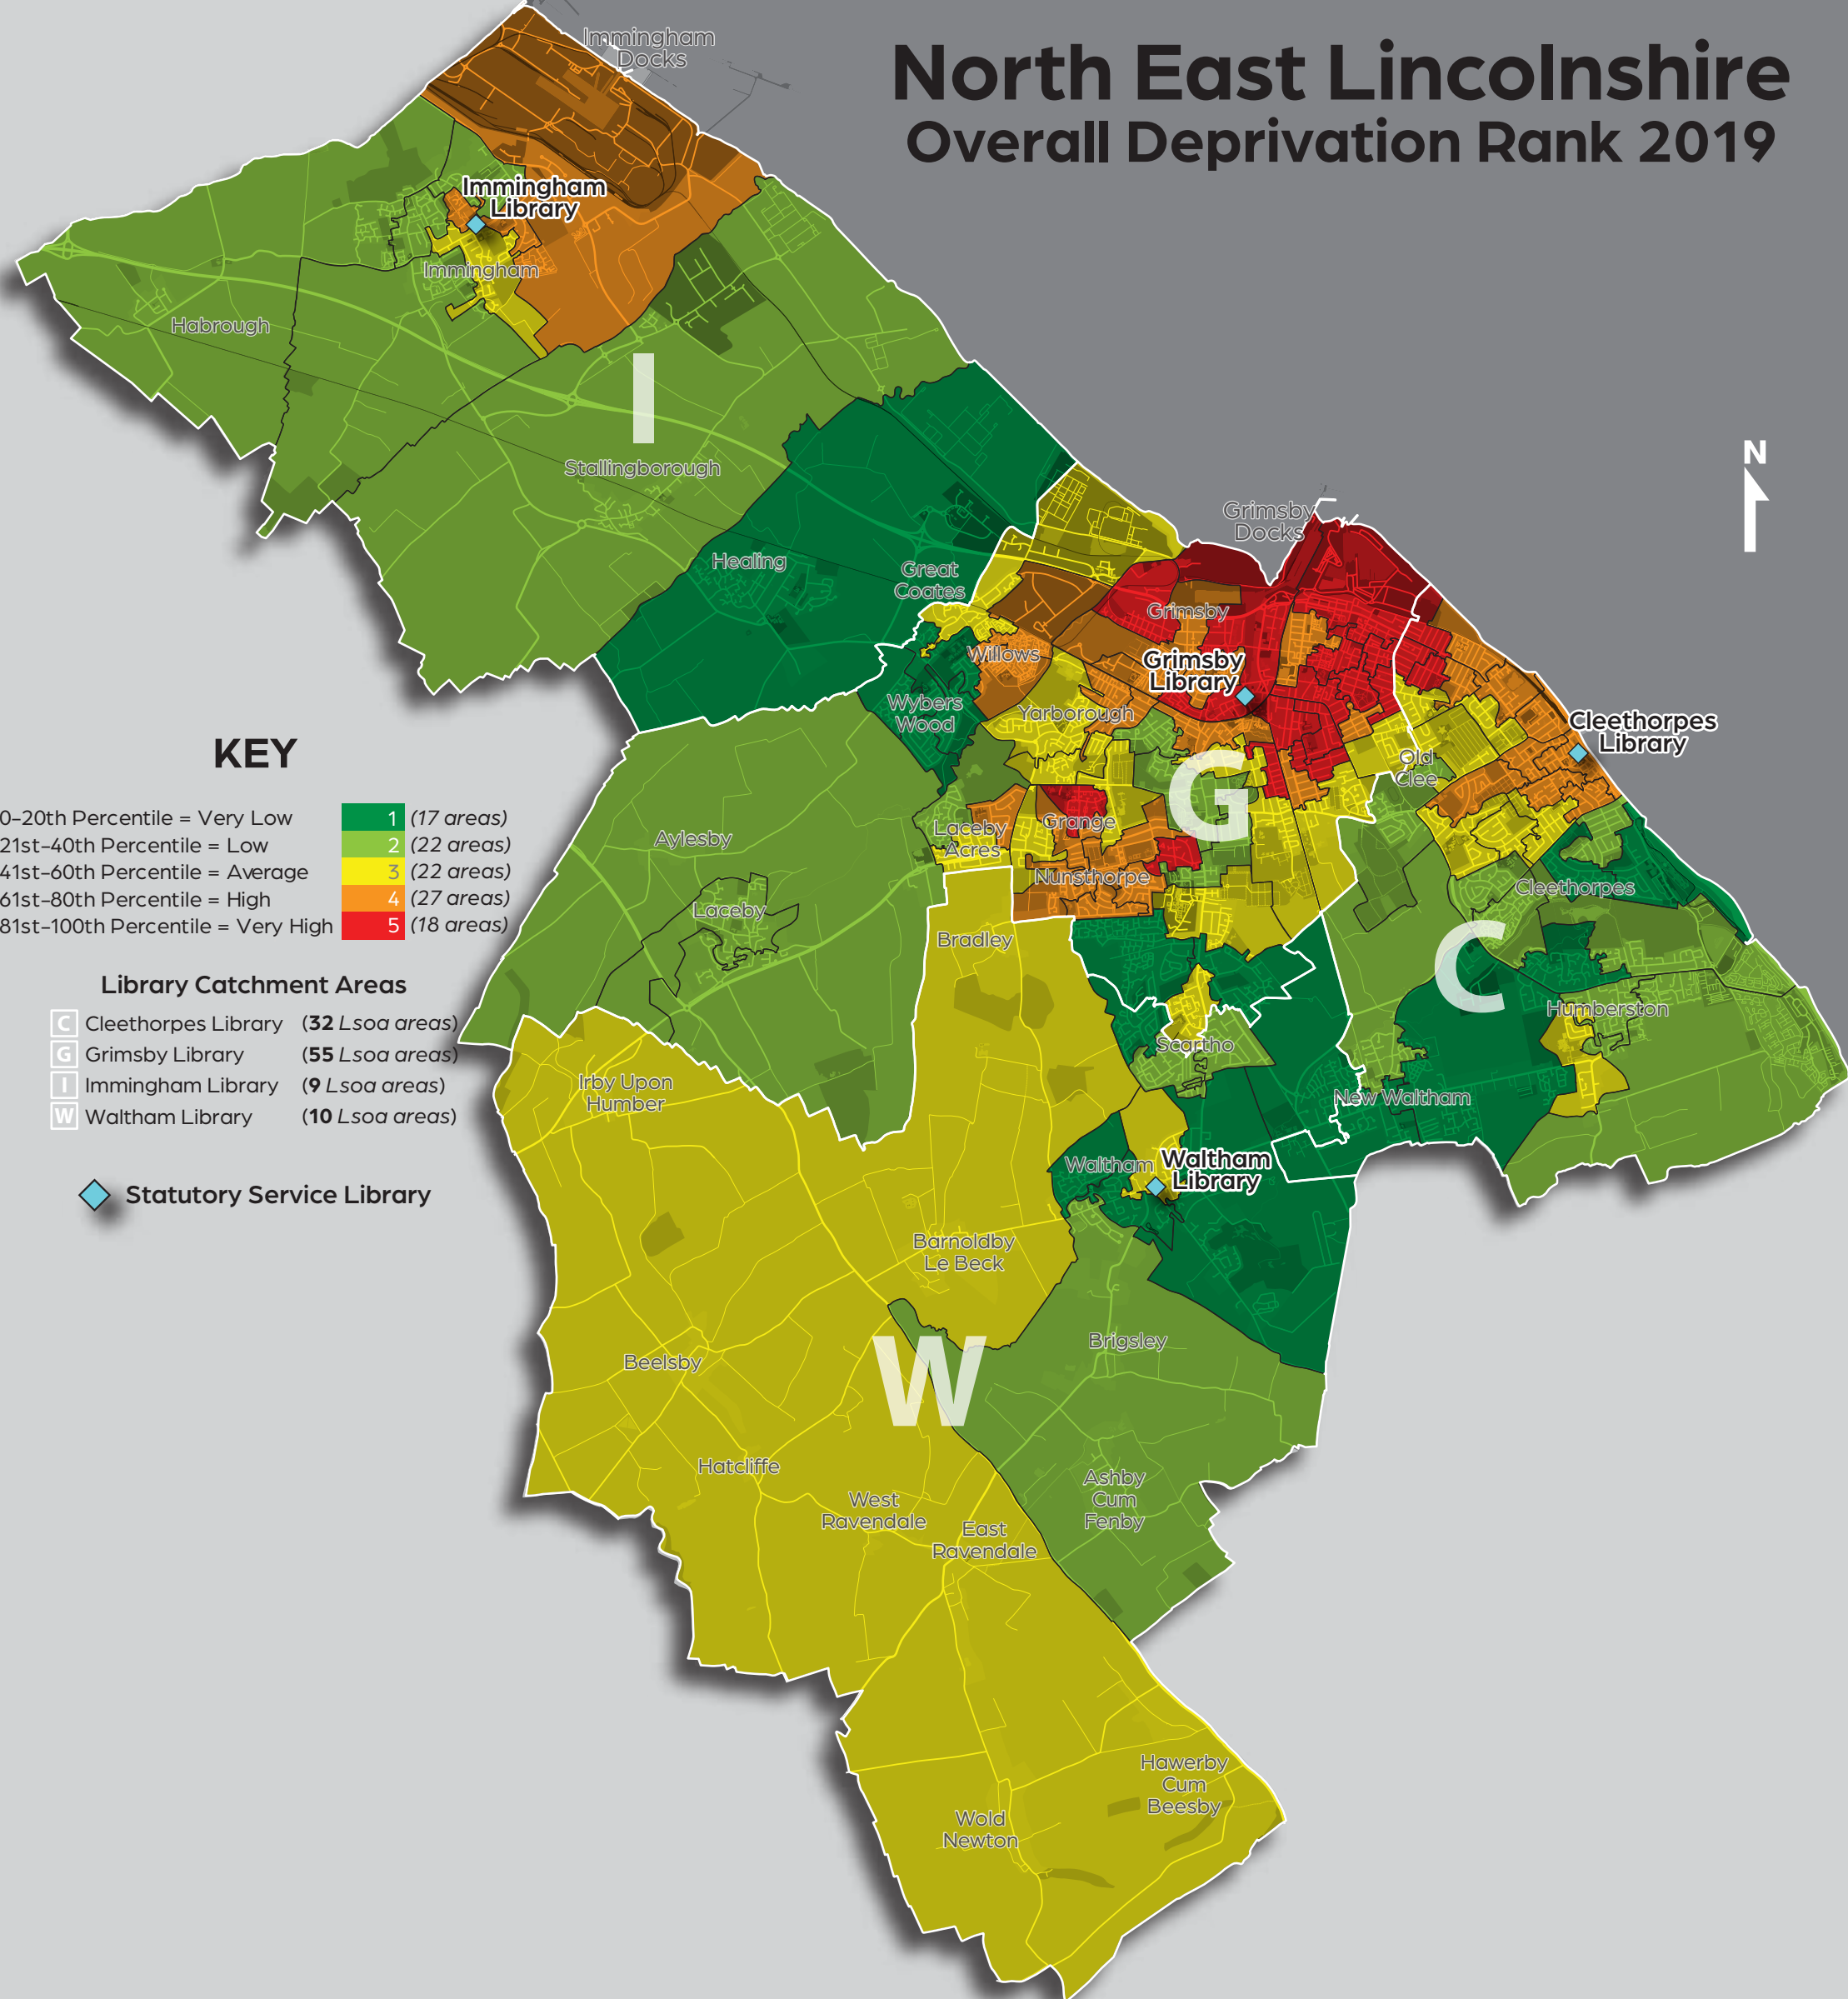 North East Lincolnshire
Overall Deprivation Rank 2019
Immingham
Docks
Immingham
Library
Immingham
Habrough
I
Stallingborough
N
Healing
Great
Coates
Grimsby
Docks
Grimsby
Willows
Grimsby
Library
Wybers
Wood
Yarborough
Cleethorpes
Library
Old
Clee
G
Aylesby
Laceby
Acres
Grange
Nunsthorpe
Cleethorpes
Laceby
Bradley
C
Humberston
Scartho
Irby Upon
Humber
New Waltham
Waltham
Waltham
Library
Barnoldby
Le Beck
W
Brigsley
Beelsby
Hatcliffe
West
Ravendale
East
Ravendale
Ashby
Cum
Fenby
Hawerby
Cum
Beesby
Wold
Newton
KEY
0-20th Percentile = Very Low 1 (17 areas)
21st-40th Percentile = Low 2 (22 areas)
41st-60th Percentile = Average 3 (22 areas)
61st-80th Percentile = High 4 (27 areas)
81st-100th Percentile = Very High 5 (18 areas)
Library Catchment Areas
C Cleethorpes Library (32 Lsoa areas)
G Grimsby Library (55 Lsoa areas)
I Immingham Library (9 Lsoa areas)
W Waltham Library (10 Lsoa areas)
Statutory Service Library